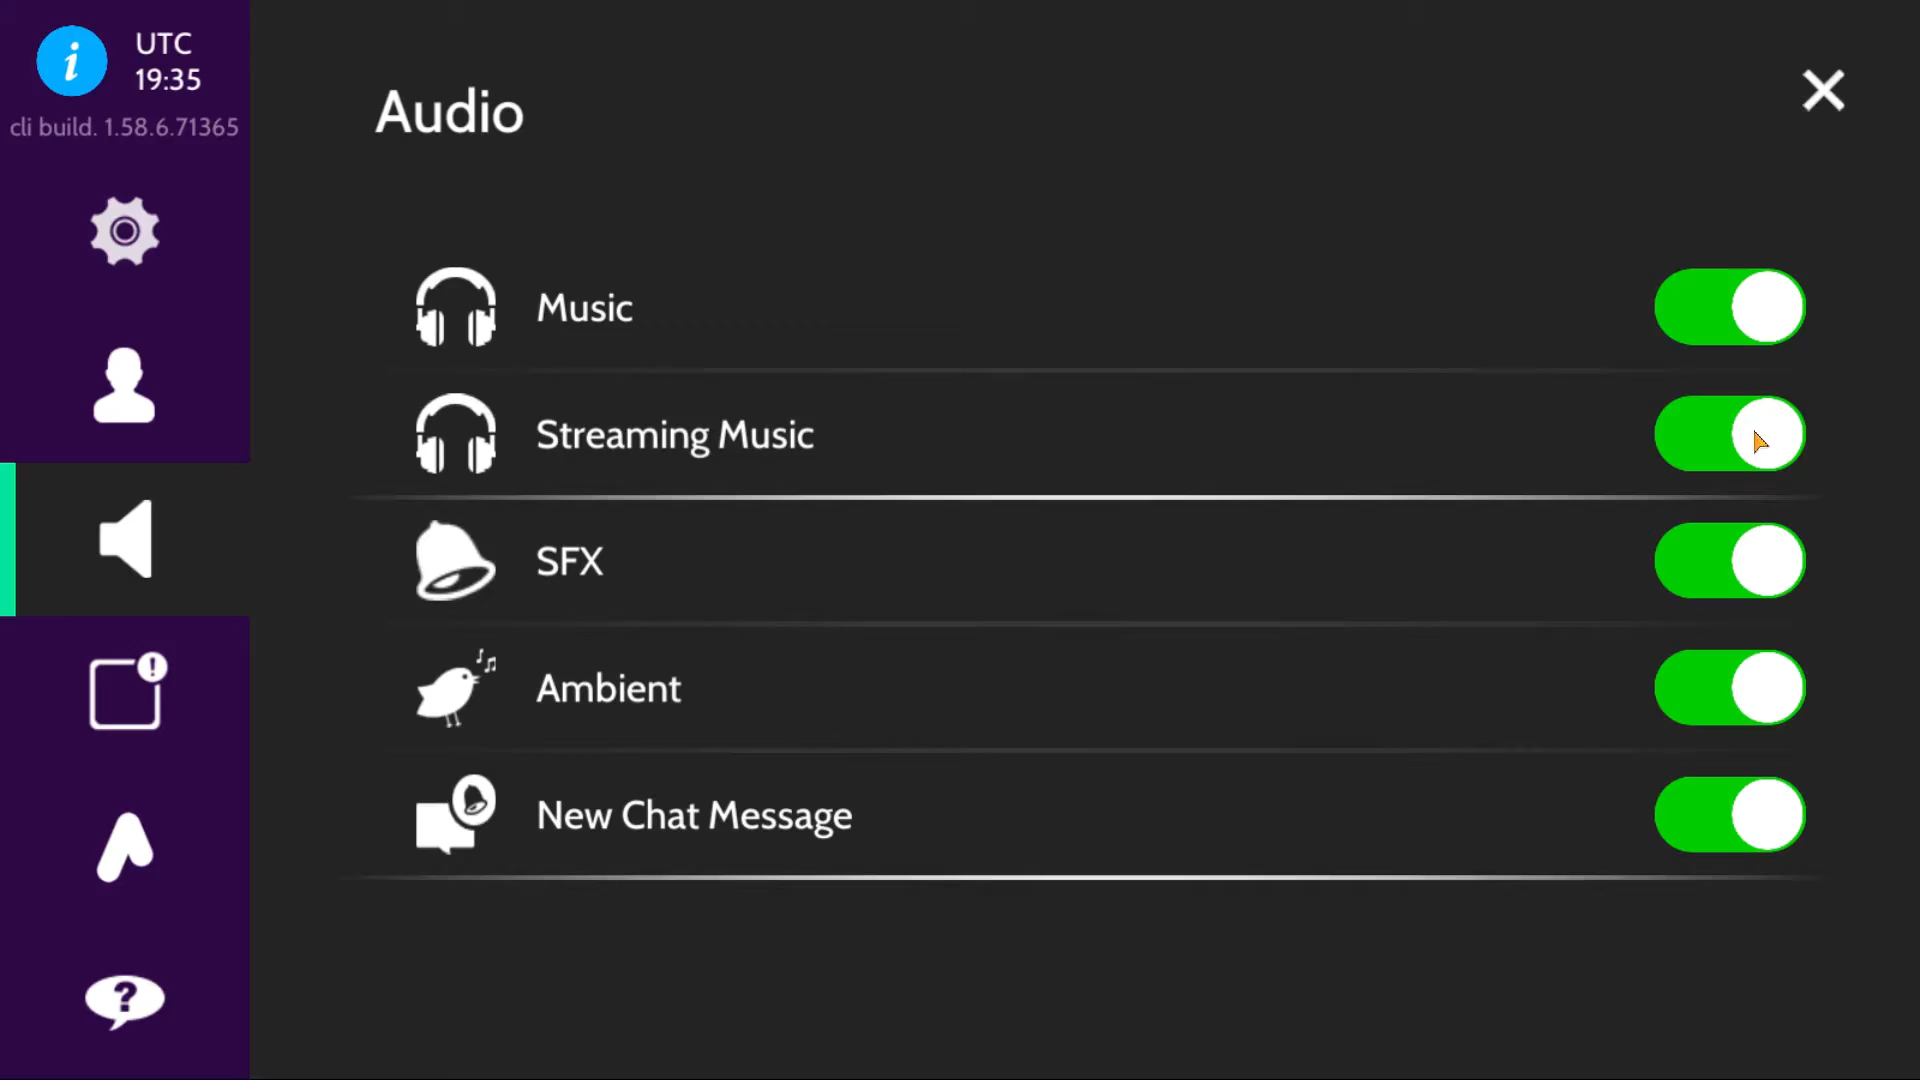 UTC
19:35
cli build. 1.58.6.71365
Audio
Music
Streaming Music
SFX
Ambient
New Chat Message